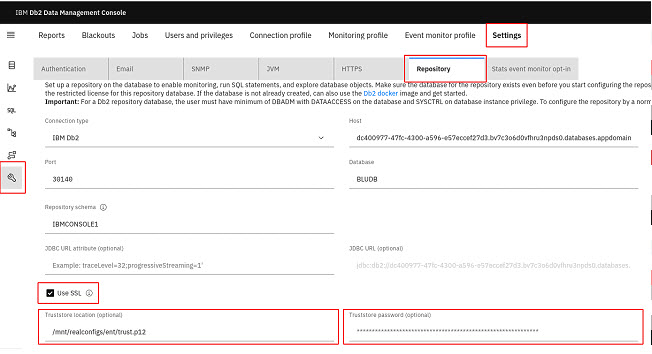 IBM Db2 Data Management Console
Reports Blackouts Jobs Users and privileges Connection profile Monitoring profile Event monitor profile Settings
Authentication Email SNMP JVM HTTPS Repository Stats event monitor opt-in
Set up a repository on the database to enable monitoring, run SQL statements, and explore database objects. Make sure the database for the repository exists even before you start configuring the repos
the restricted license for this repository database. If the database is not already created, can also use the Db2 docker image and get started.
Important: For a Db2 repository database, the user must have minimum of DBADM with DATAACCESS on the database and SYSCTRL on database instance privilege. To configure the repository by a norm
SQL
Connection type
IBM Db2
Host
dc400977-47fc-4300-a596-e57eccef27d3.bv7c3o6d0vfhru3npds0.databases.appdomain
Port
30140
Database
BLUDB
Repository schema
IBMCONSOLE1
JDBC URL attribute (optional)
Example: traceLevel=32;progressiveStreaming=1'
JDBC URL (optional)
jdbc:db2://dc400977-47fc-4300-a596-e57eccef27d3.bv7c3o6d0vfhru3npds0.databases.
Use SSL
Truststore location (optional)
/mnt/realconfigs/ent/trust.p12
Truststore password (optional)
************************************************************